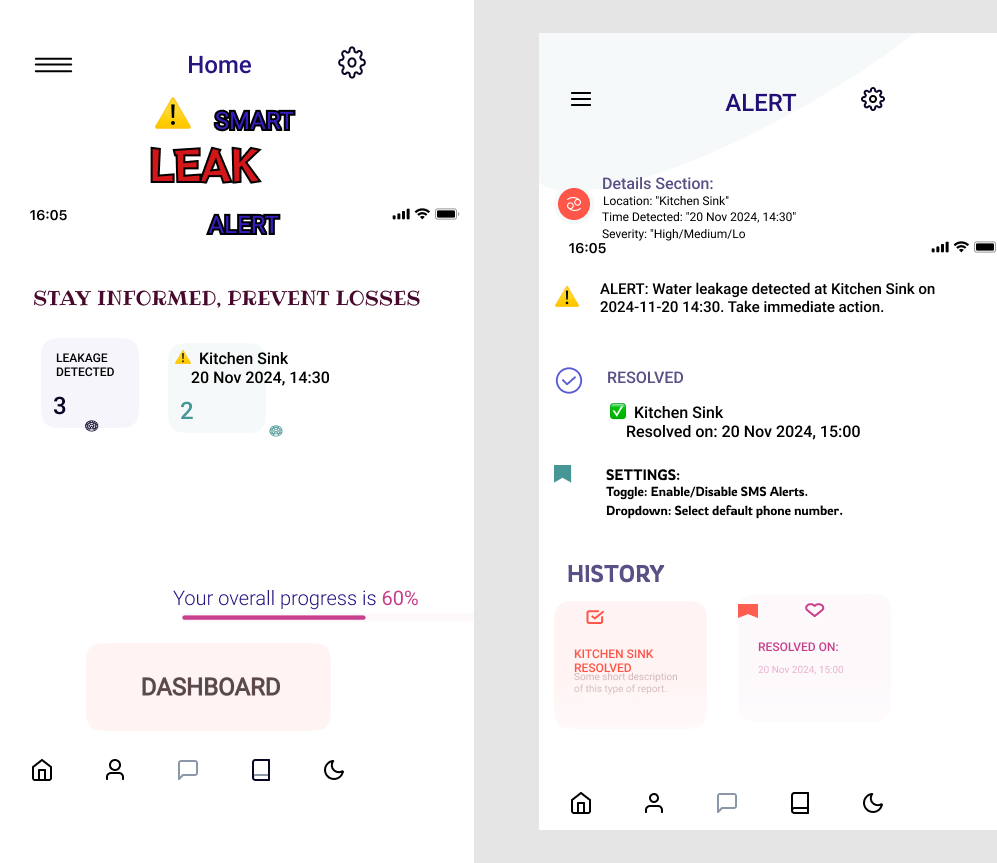 Home
SMART
LEAK
16:05
ALERT
STAY INFORMED, PREVENT LOSSES
LEAKAGE
DETECTED
3
Kitchen Sink
20 Nov 2024, 14:30
2
Your overall progress is 60%
DASHBOARD
ALERT
Details Section:
Location: "Kitchen Sink"
Time Detected: "20 Nov 2024, 14:30"
Severity: "High/Medium/Lo
16:05
ALERT: Water leakage detected at Kitchen Sink on
2024-11-20 14:30. Take immediate action.
RESOLVED
Kitchen Sink
Resolved on: 20 Nov 2024, 15:00
SETTINGS:
Toggle: Enable/Disable SMS Alerts.
Dropdown: Select default phone number.
HISTORY
KITCHEN SINK
RESOLVED
Some short description
of this type of report.
RESOLVED ON:
20 Nov 2024, 15:00